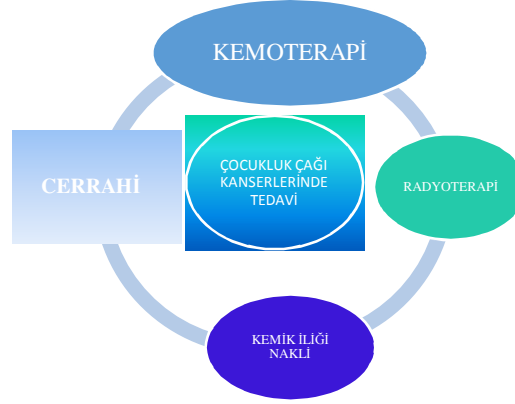 KEMOTERAPİ
CERRAHİ
ÇOCUKLUK ÇAĞI
KANSERLERİNDE
TEDAVİ
RADYOTERAPİ
KEMİK İLİĞİ
NAKLİ